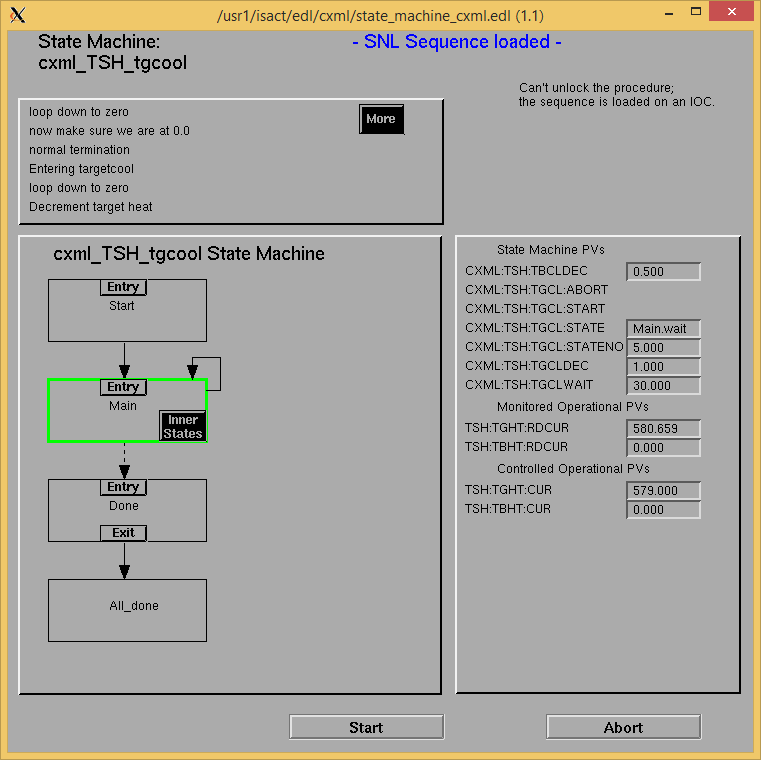 /usr1/isact/edl/cxml/state_machine_cxml.edl (1.1)
State Machine:
cxml_TSH_tgcool
- SNL Sequence loaded -
Can't unlock the procedure;
the sequence is loaded on an IOC.
loop down to zero
now make sure we are at 0.0
normal termination
Entering targetcool
loop down to zero
Decrement target heat
More
cxml_TSH_tgcool State Machine
Entry
Start
Entry
Main
Inner
States
Entry
Done
Exit
All_done
State Machine PVs
CXML:TSH:TBCLDEC 0.500
CXML:TSH:TGCL:ABORT
CXML:TSH:TGCL:START
CXML:TSH:TGCL:STATE Main.wait
CXML:TSH:TGCL:STATENO 5.000
CXML:TSH:TGCLDEC 1.000
CXML:TSH:TGCLWAIT 30.000
Monitored Operational PVs
TSH:TGHT:RDCUR 580.659
TSH:TBHT:RDCUR 0.000
Controlled Operational PVs
TSH:TGHT:CUR 579.000
TSH:TBHT:CUR 0.000
Start
Abort